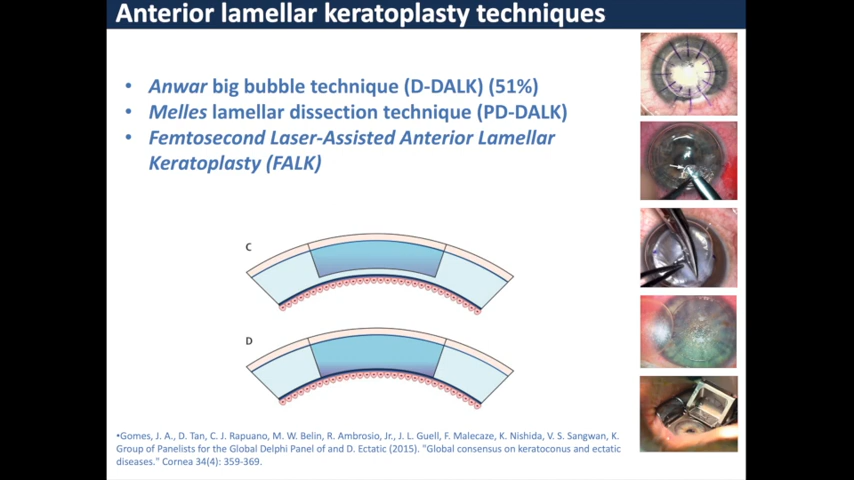 Anterior lamellar keratoplasty techniques
• Anwar big bubble technique (D-DALK) (51%)
• Melles lamellar dissection technique (PD-DALK)
• Femtosecond Laser-Assisted Anterior Lamellar
Keratoplasty (FALK)
C
D
•Gomes, J. A., D. Tan, C. J. Rapuano, M. W. Belin, R. Ambrosio, Jr., J. L. Guell, F. Malecaze, K. Nishida, V. S. Sangwan, K.
Group of Panelists for the Global Delphi Panel of and D. Ectatic (2015). "Global consensus on keratoconus and ectatic
diseases." Cornea 34(4): 359-369.